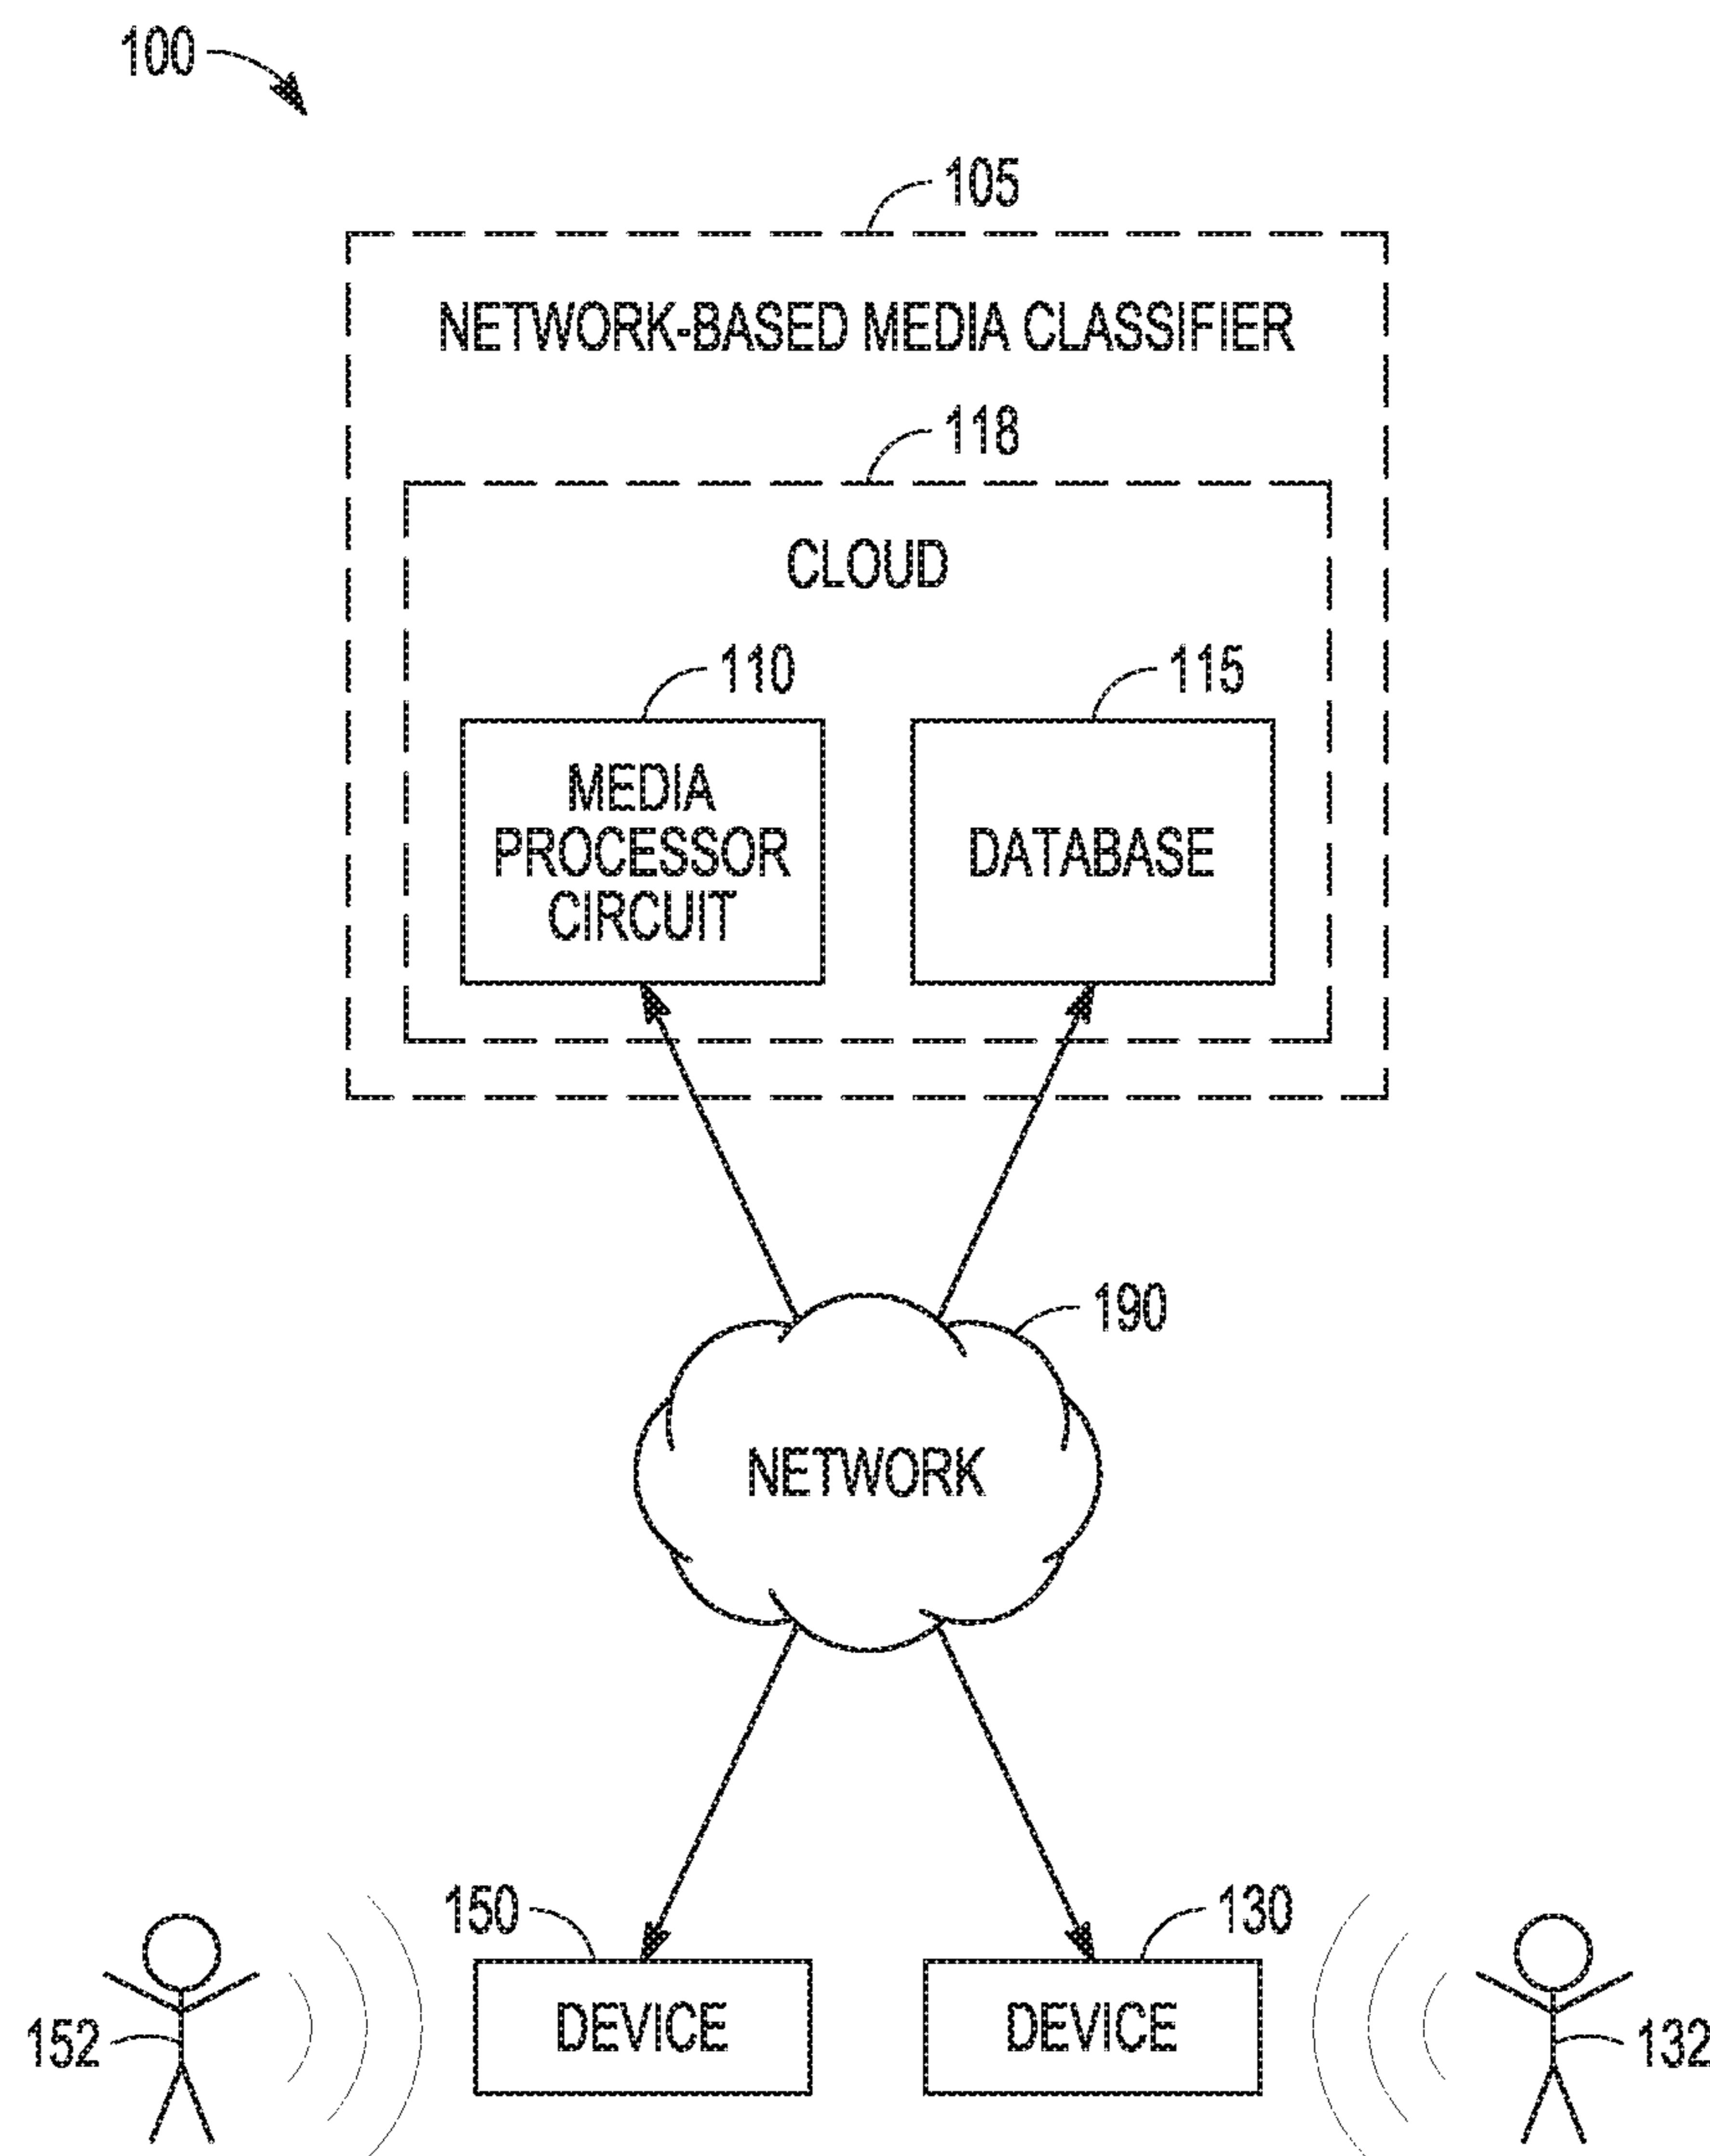 100
105
NETWORK-BASED MEDIA CLASSIFIER
118
CLOUD
110
115
MEDIA
PROCESSOR
CIRCUIT
DATABASE
190
NETWORK
150
130
DEVICE
DEVICE
152
132